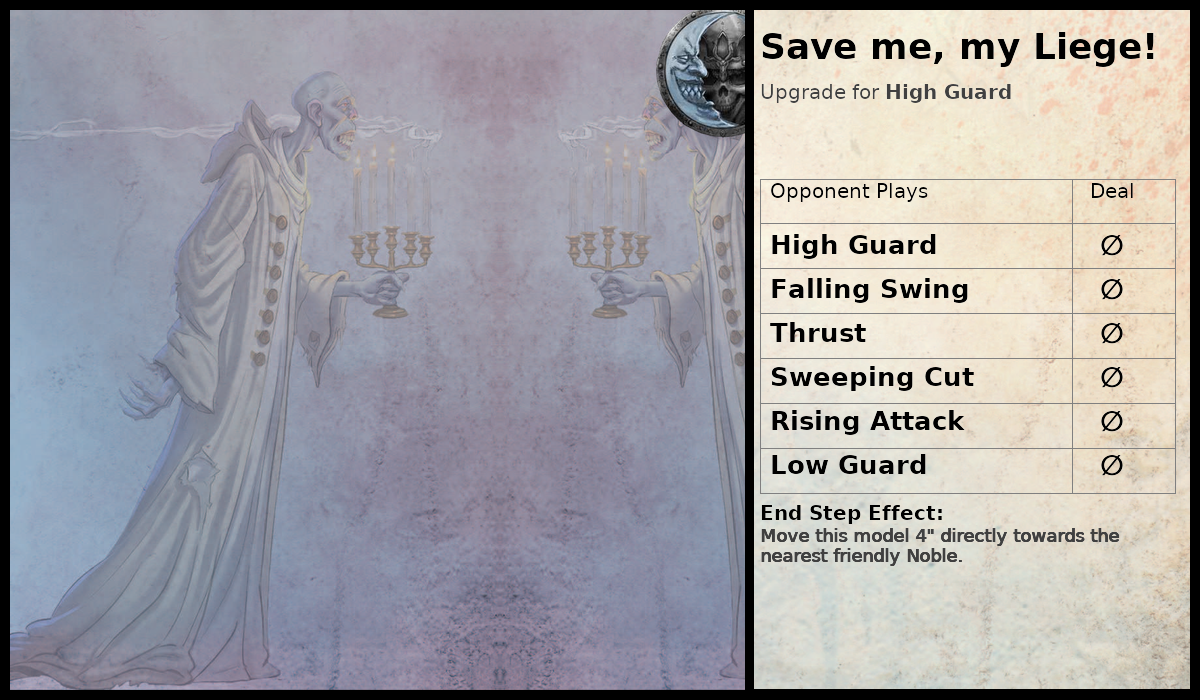 Save me, my Liege!
Upgrade for High Guard
Opponent Plays Deal
High Guard ∅
Falling Swing ∅
Thrust ∅
Sweeping Cut ∅
Rising Attack ∅
Low Guard ∅
End Step Effect:
Move this model 4" directly towards the
nearest friendly Noble.